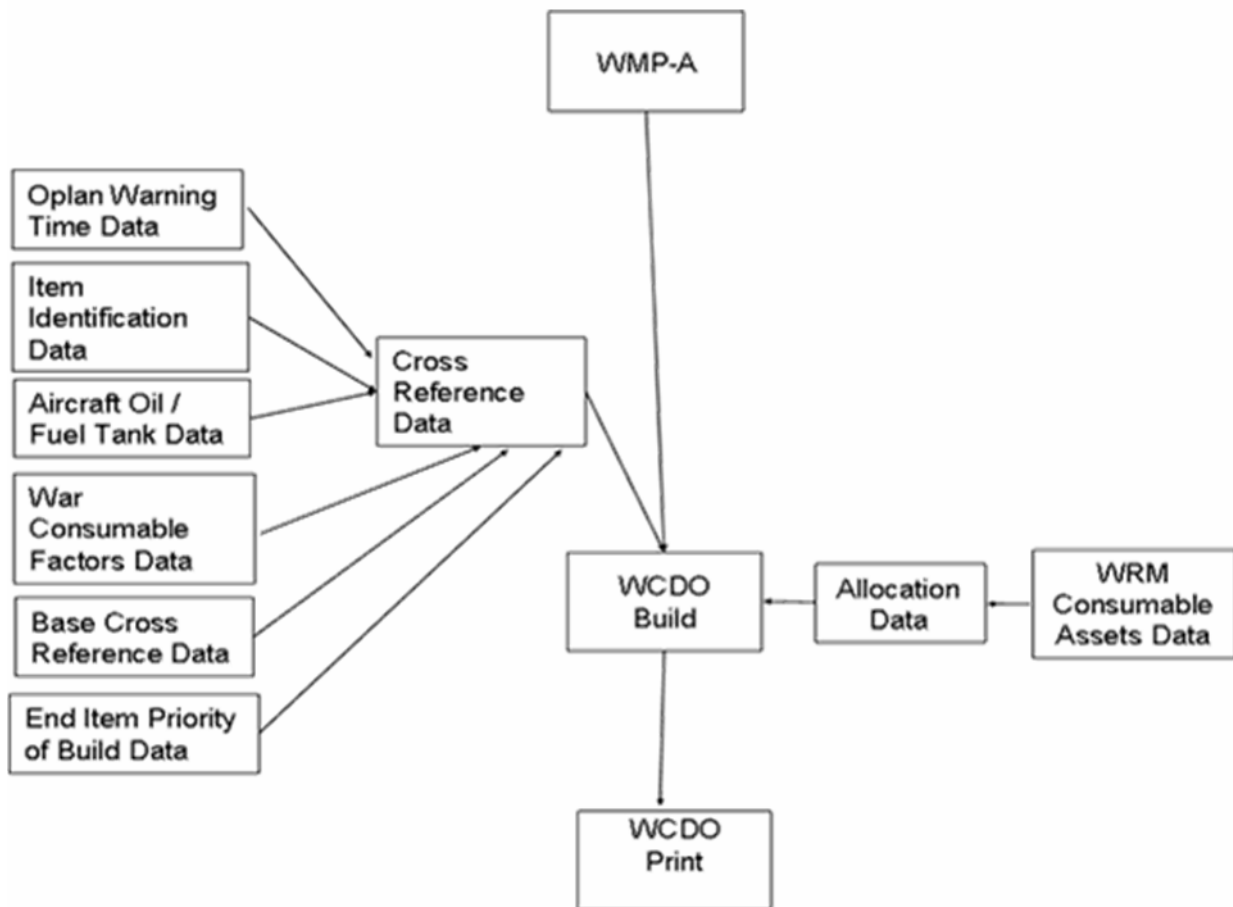 WMP-A
Oplan Warning
Time Data
Item
Identification
Data
Aircraft Oil /
Fuel Tank Data
War
Consumable
Factors Data
Base Cross
Reference Data
End Item Priority
of Build Data
Cross
Reference
Data
WCDO
Build
Allocation
Data
WRM
Consumable
Assets Data
WCDO
Print